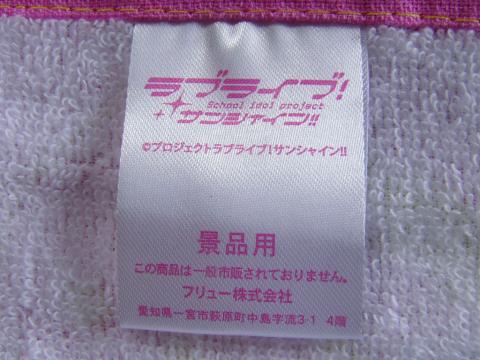 ラブライブ!
School idol project
サンシャイン!!
©プロジェクトラブライブ!サンシャイン!!
景品用
この商品は一般市販されておりません。
フリュー株式会社
愛知県一宮市萩原町中島字流3-1 4階